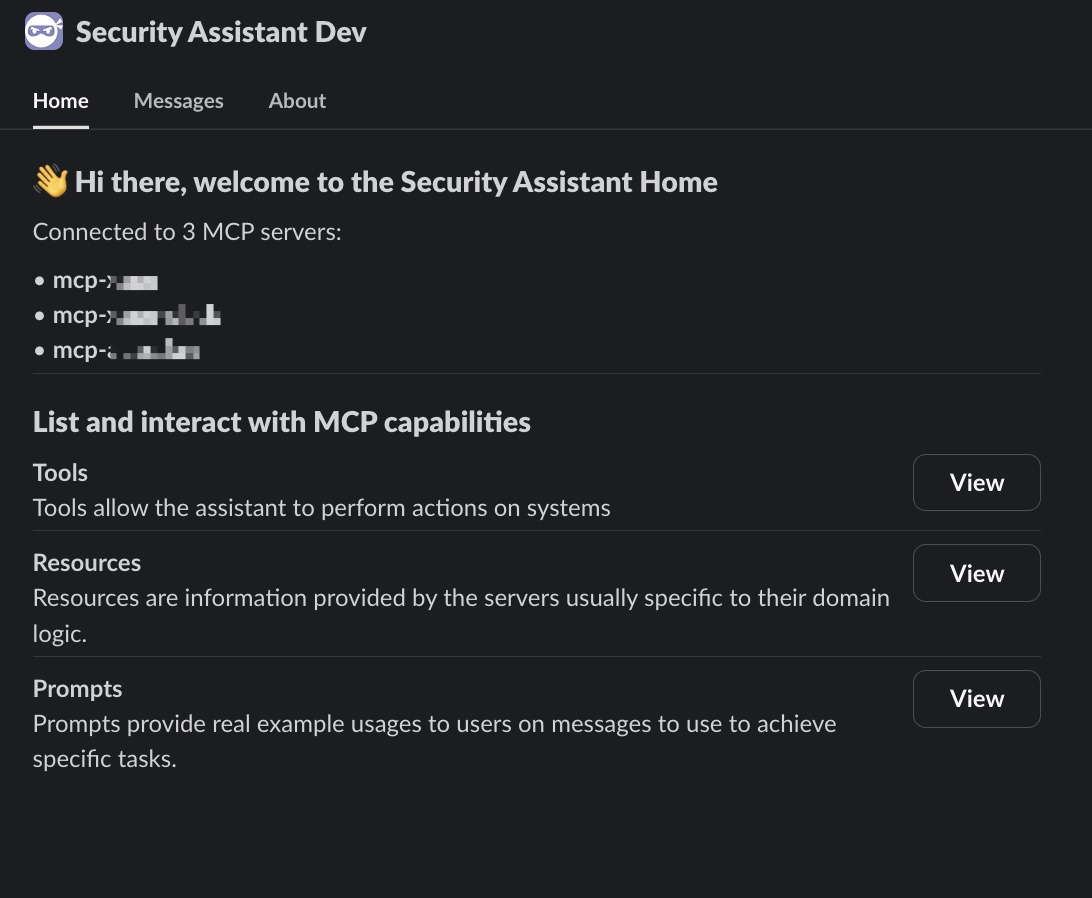 Security Assistant Dev
Home
Messages
About
👋 Hi there, welcome to the Security Assistant Home
Connected to 3 MCP servers:
• mcp-
• mcp-
• mcp-
List and interact with MCP capabilities
Tools
Tools allow the assistant to perform actions on systems
View
Resources
Resources are information provided by the servers usually specific to their domain
logic.
View
Prompts
Prompts provide real example usages to users on messages to use to achieve
specific tasks.
View